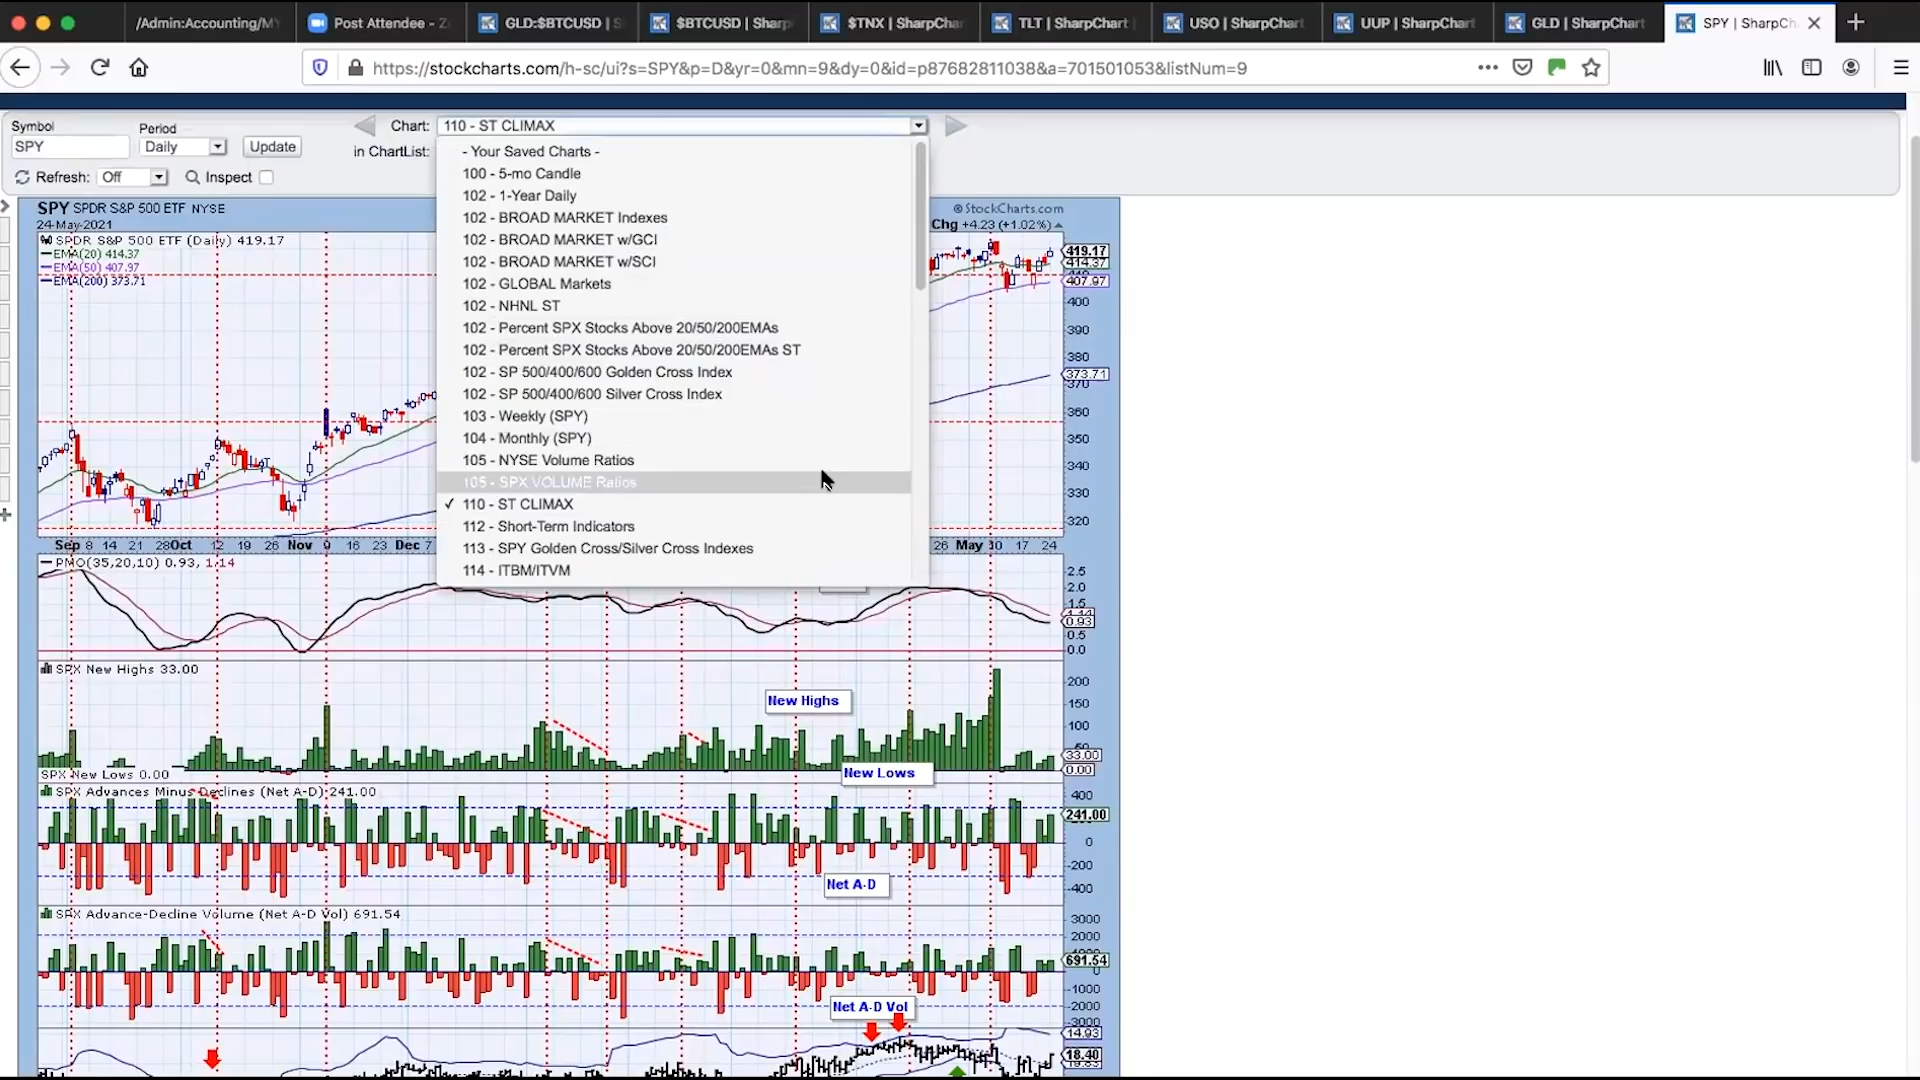 /Admin:Accounting/M
Post Attendee - Z
GLD:$BTCUSD | S
$BTCUSD | Sharp
$TNX | SharpChar
TLT | SharpChart
USO | SharpChart
UUP | SharpChart
GLD | SharpChart
SPY | SharpCh
https://stockcharts.com/h-sc/ui?s=SPY&p=D&yr=0&mn=9&dy=0&id=p87682811038&a=701501053&listNum=9
Symbol
Period
SPY
Daily
Update
Refresh: Off
Inspect
Chart: 110 - ST CLIMAX
in ChartList:
- Your Saved Charts -
100 - 5-mo Candle
102 - 1-Year Daily
102 - BROAD MARKET Indexes
102 - BROAD MARKET w/GCI
102 - BROAD MARKET w/SCI
102 - GLOBAL Markets
102 - NHNL ST
102 - Percent SPX Stocks Above 20/50/200EMAs
102 - Percent SPX Stocks Above 20/50/200EMAs ST
102 - SP 500/400/600 Golden Cross Index
102 - SP 500/400/600 Silver Cross Index
103 - Weekly (SPY)
104 - Monthly (SPY)
105 - NYSE Volume Ratios
105 - SPX VOLUME Ratios
✓ 110 - ST CLIMAX
112 - Short-Term Indicators
113 - SPY Golden Cross/Silver Cross Indexes
114 - ITBM/ITVM
SPY SPDR S&P 500 ETF NYSE
© StockCharts.com
24-May-2021
Chg +4.23 (+1.02%)
SPDR S&P 500 ETF (Daily) 419.17
EMA(20) 414.37
EMA(50) 407.97
EMA(200) 373.71
419.17
414.37
407.97
400
390
380
373.71
370
360
350
340
330
320
Sep 8 14 21 28 Oct 12 19 26 Nov 9 16 23 Dec 7
26 May 10 17 24
PMO(35,20,10) 0.93, 1.14
2.5
2.0
1.5
1.14
0.93
0.5
0.0
SPX New Highs 33.00
200
150
100
50
33.00
0.00
New Highs
SPX New Lows 0.00
New Lows
SPX Advances Minus Declines (Net A-D) 241.00
400
241.00
0
-200
-400
Net A-D
SPX Advance-Decline Volume (Net A-D Vol) 691.54
3000
2000
691.54
0
-1000
-2000
-3000
Net A-D Vol
14.93
18.40